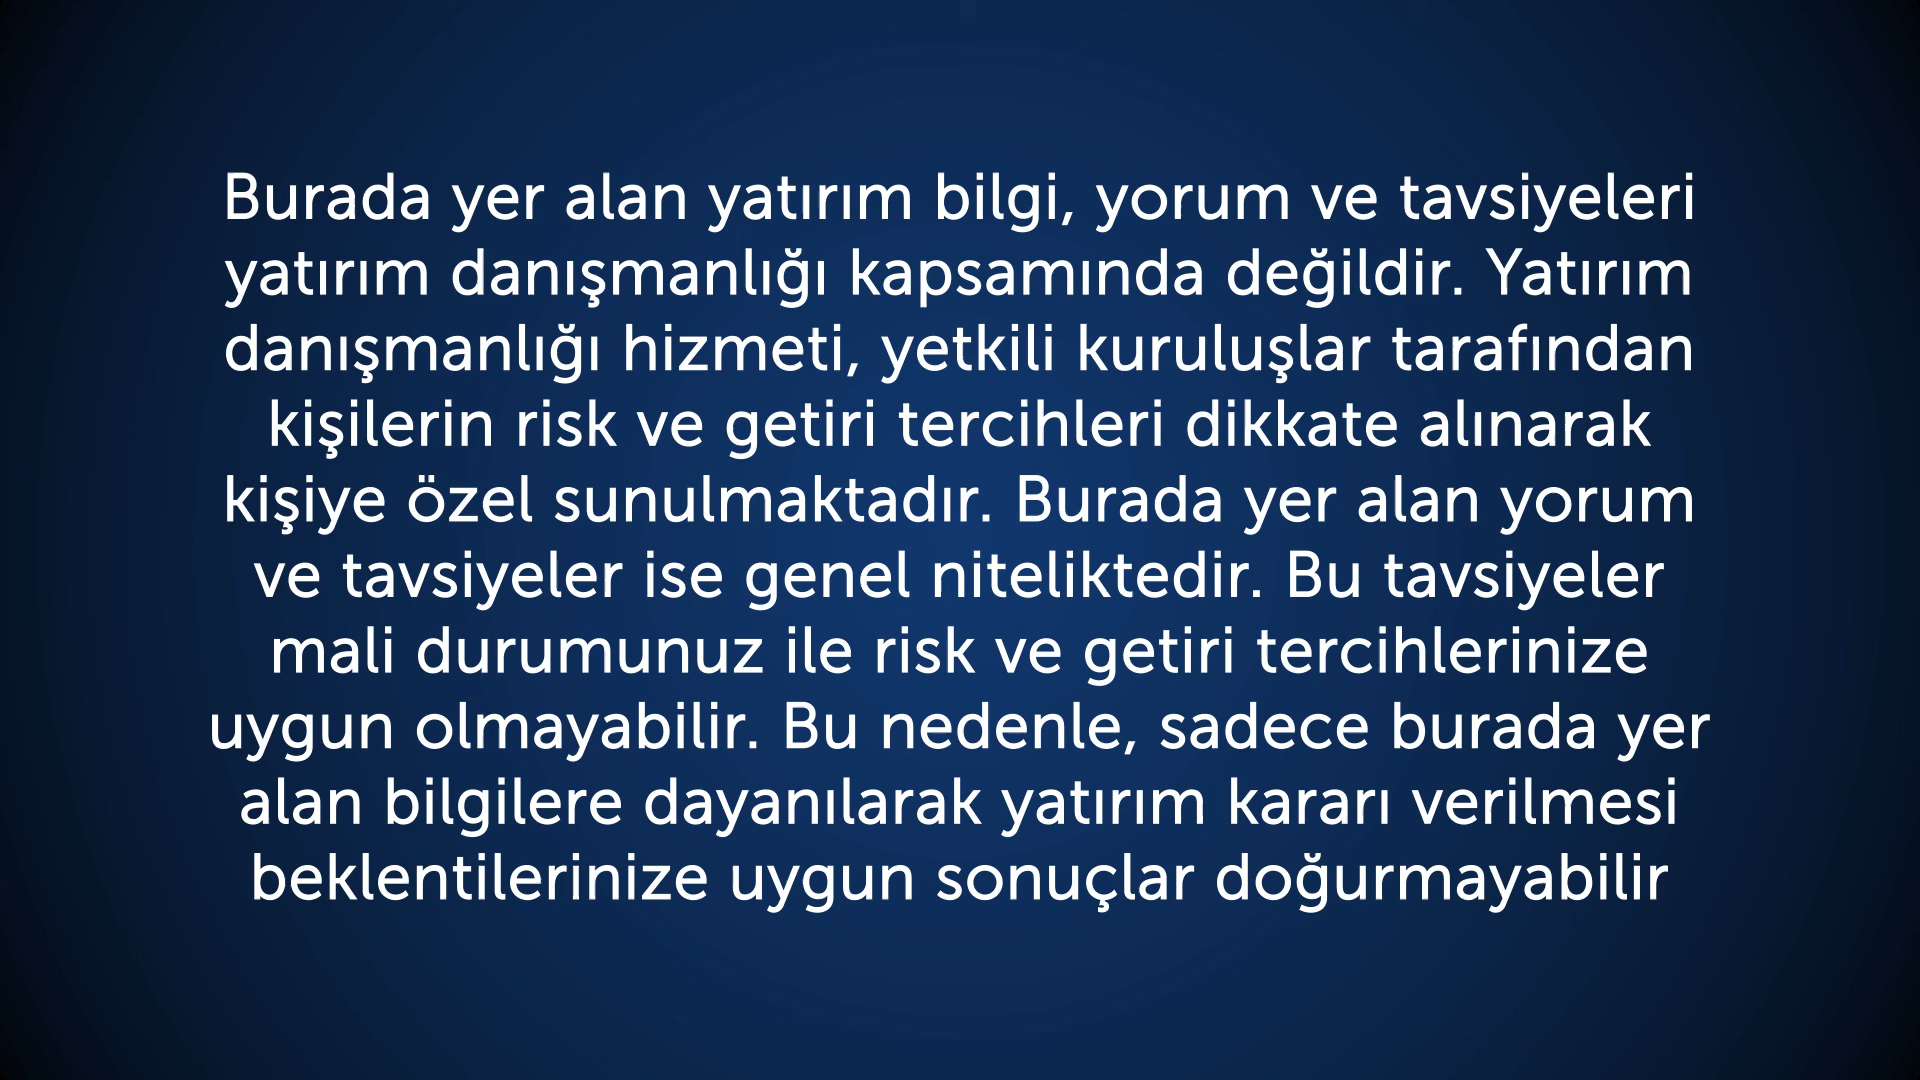 Burada yer alan yatırım bilgi, yorum ve tavsiyeleri
yatırım danışmanlığı kapsamında değildir. Yatırım
danışmanlığı hizmeti, yetkili kuruluşlar tarafından
kişilerin risk ve getiri tercihleri dikkate alınarak
kişiye özel sunulmaktadır. Burada yer alan yorum
ve tavsiyeler ise genel niteliktedir. Bu tavsiyeler
mali durumunuz ile risk ve getiri tercihlerinize
uygun olmayabilir. Bu nedenle, sadece burada yer
alan bilgilere dayanılarak yatırım kararı verilmesi
beklentilerinize uygun sonuçlar doğurmayabilir